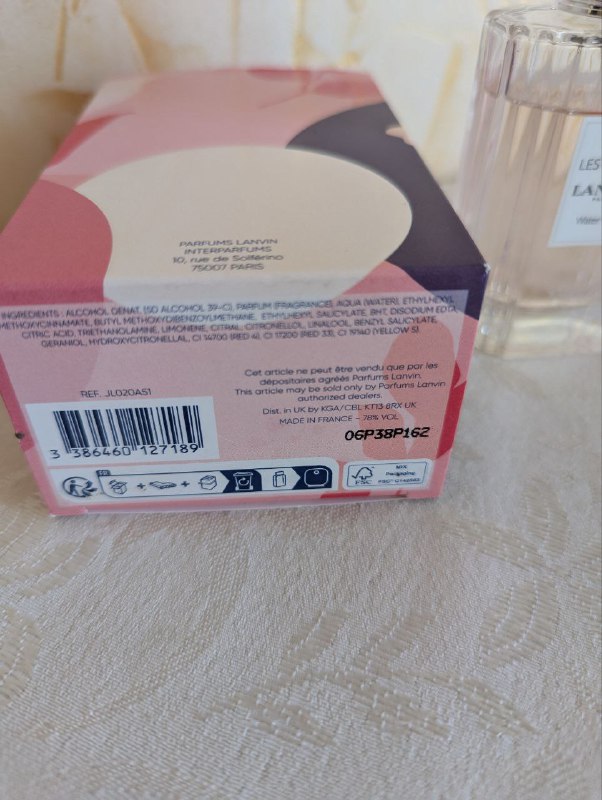 PARFUMS LANVIN
INTERPARFUMS
10, rue de Solférino
75007 PARIS
INGREDIENTS : ALCOHOL DENAT. (SD ALCOHOL 39-C), PARFUM (FRAGRANCE), AQUA (WATER), ETHYLHEXYL
METHOXYCINNAMATE, BUTYL METHOXYDIBENZOYLMETHANE, ETHYLHEXYL SALICYLATE, BHT, DISODIUM EDTA,
CITRIC ACID, TRIETHANOLAMINE, LIMONENE, CITRAL, CITRONELLOL, LINALOOL, BENZYL SALICYLATE,
GERANIOL, HYDROXYCITRONELLAL, CI 14700 (RED 4), CI 17200 (RED 33), CI 19140 (YELLOW 5).
Cet article ne peut être vendu que par les
dépositaires agréés Parfums Lanvin.
This article may be sold only by Parfums Lanvin
authorized dealers.
Dist. in UK by KGA/CBL KT13 8RX UK
MADE IN FRANCE – 78% VOL
06P38P162
REF. JL020AS1
3 386460 127189
FR
FSC
MIX
LES
LAN
Water